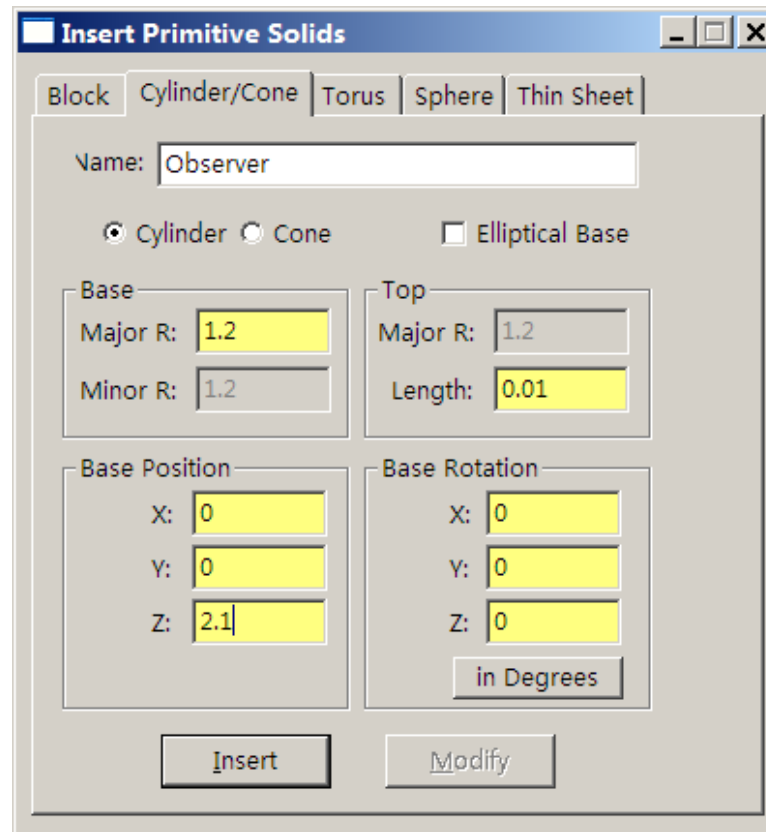 Insert Primitive Solids
Block Cylinder/Cone Torus Sphere Thin Sheet
Name: Observer
Cylinder Cone Elliptical Base
Base
Major R: 1.2
Minor R: 1.2
Top
Major R: 1.2
Length: 0.01
Base Position
X: 0
Y: 0
Z: 2.1
Base Rotation
X: 0
Y: 0
Z: 0
in Degrees
Insert Modify